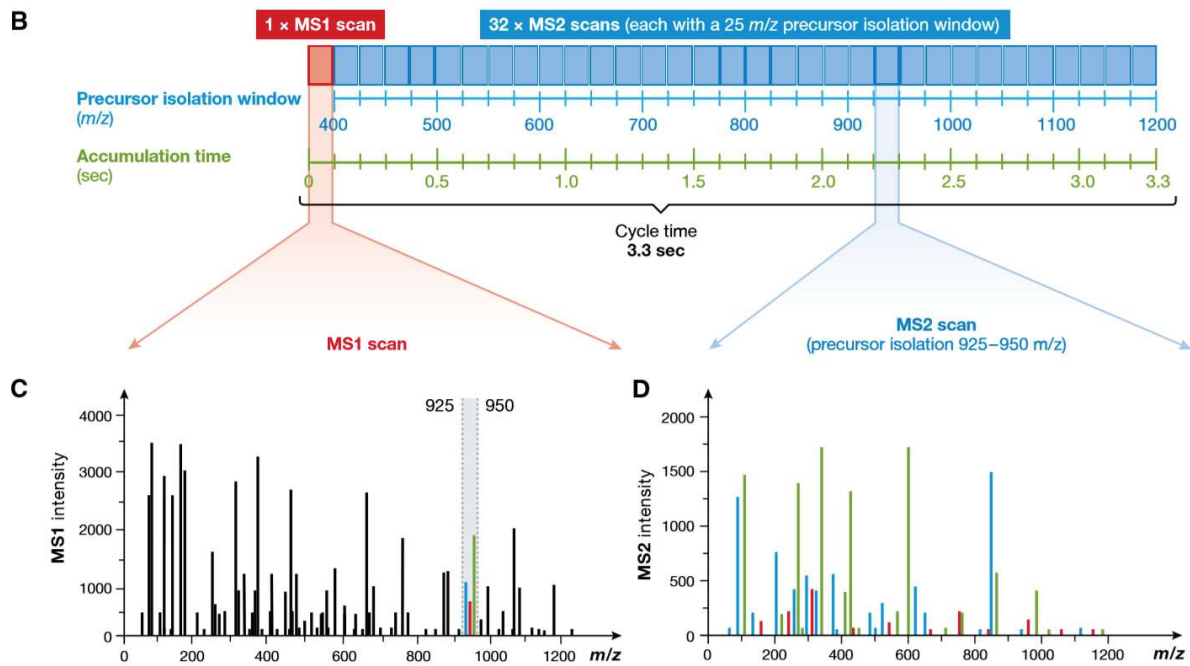 B
1 × MS1 scan
32 × MS2 scans (each with a 25 m/z precursor isolation window)
Precursor isolation window
(m/z)
400 500 600 700 800 900 1000 1100 1200
Accumulation time
(sec)
0 0.5 1.0 1.5 2.0 2.5 3.0 3.3
Cycle time
3.3 sec
MS1 scan
MS2 scan
(precursor isolation 925–950 m/z)
C
925 950
MS1 intensity
4000
3000
2000
1000
0
0 200 400 600 800 1000 1200 m/z
D
MS2 intensity
2000
1500
1000
500
0
0 200 400 600 800 1000 1200 m/z